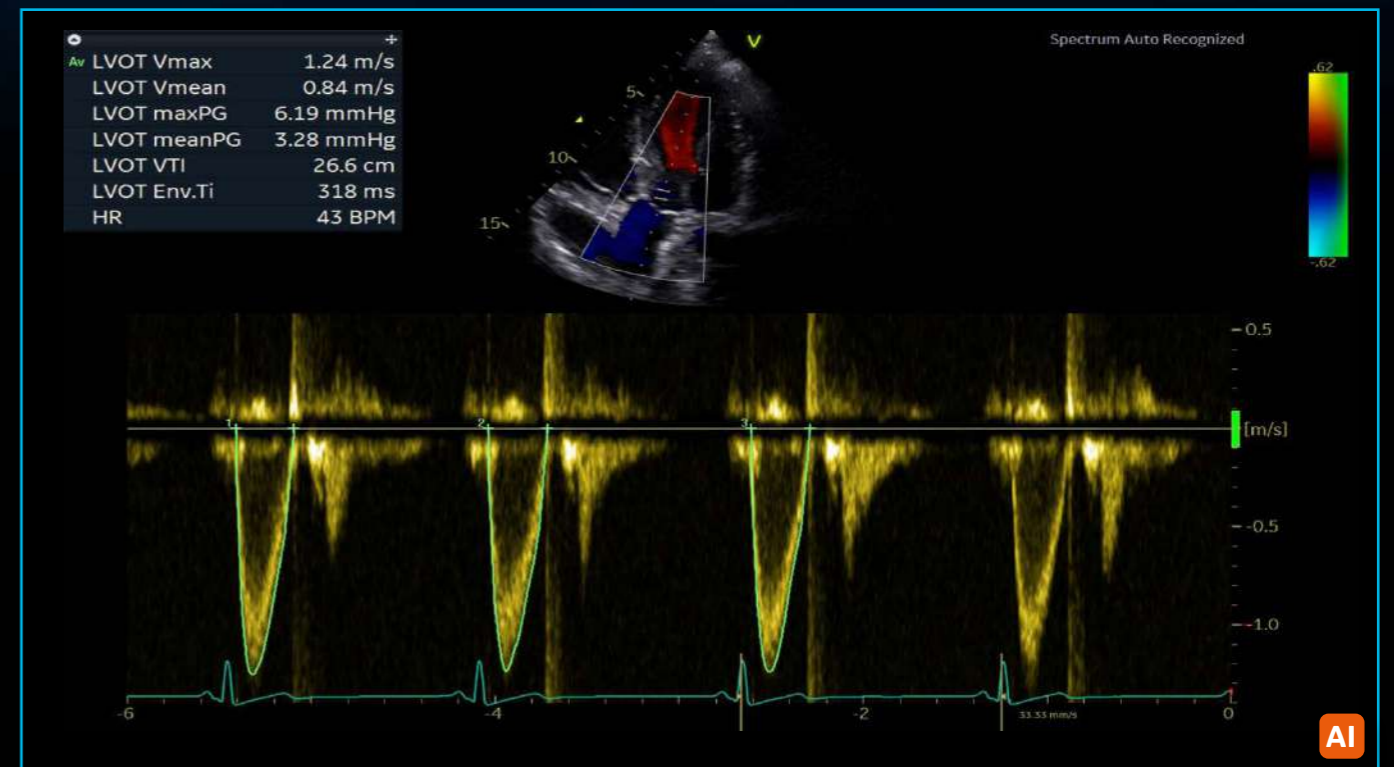 Av LVOT Vmax 1.24 m/s
LVOT Vmean 0.84 m/s
LVOT maxPG 6.19 mmHg
LVOT meanPG 3.28 mmHg
LVOT VTI 26.6 cm
LVOT Env.Ti 318 ms
HR 43 BPM
V
5
10
15
Spectrum Auto Recognized
.62
-.62
0.5
1
2
3
[m/s]
-0.5
-1.0
-6
-4
-2
33.33 mm/s
0
AI